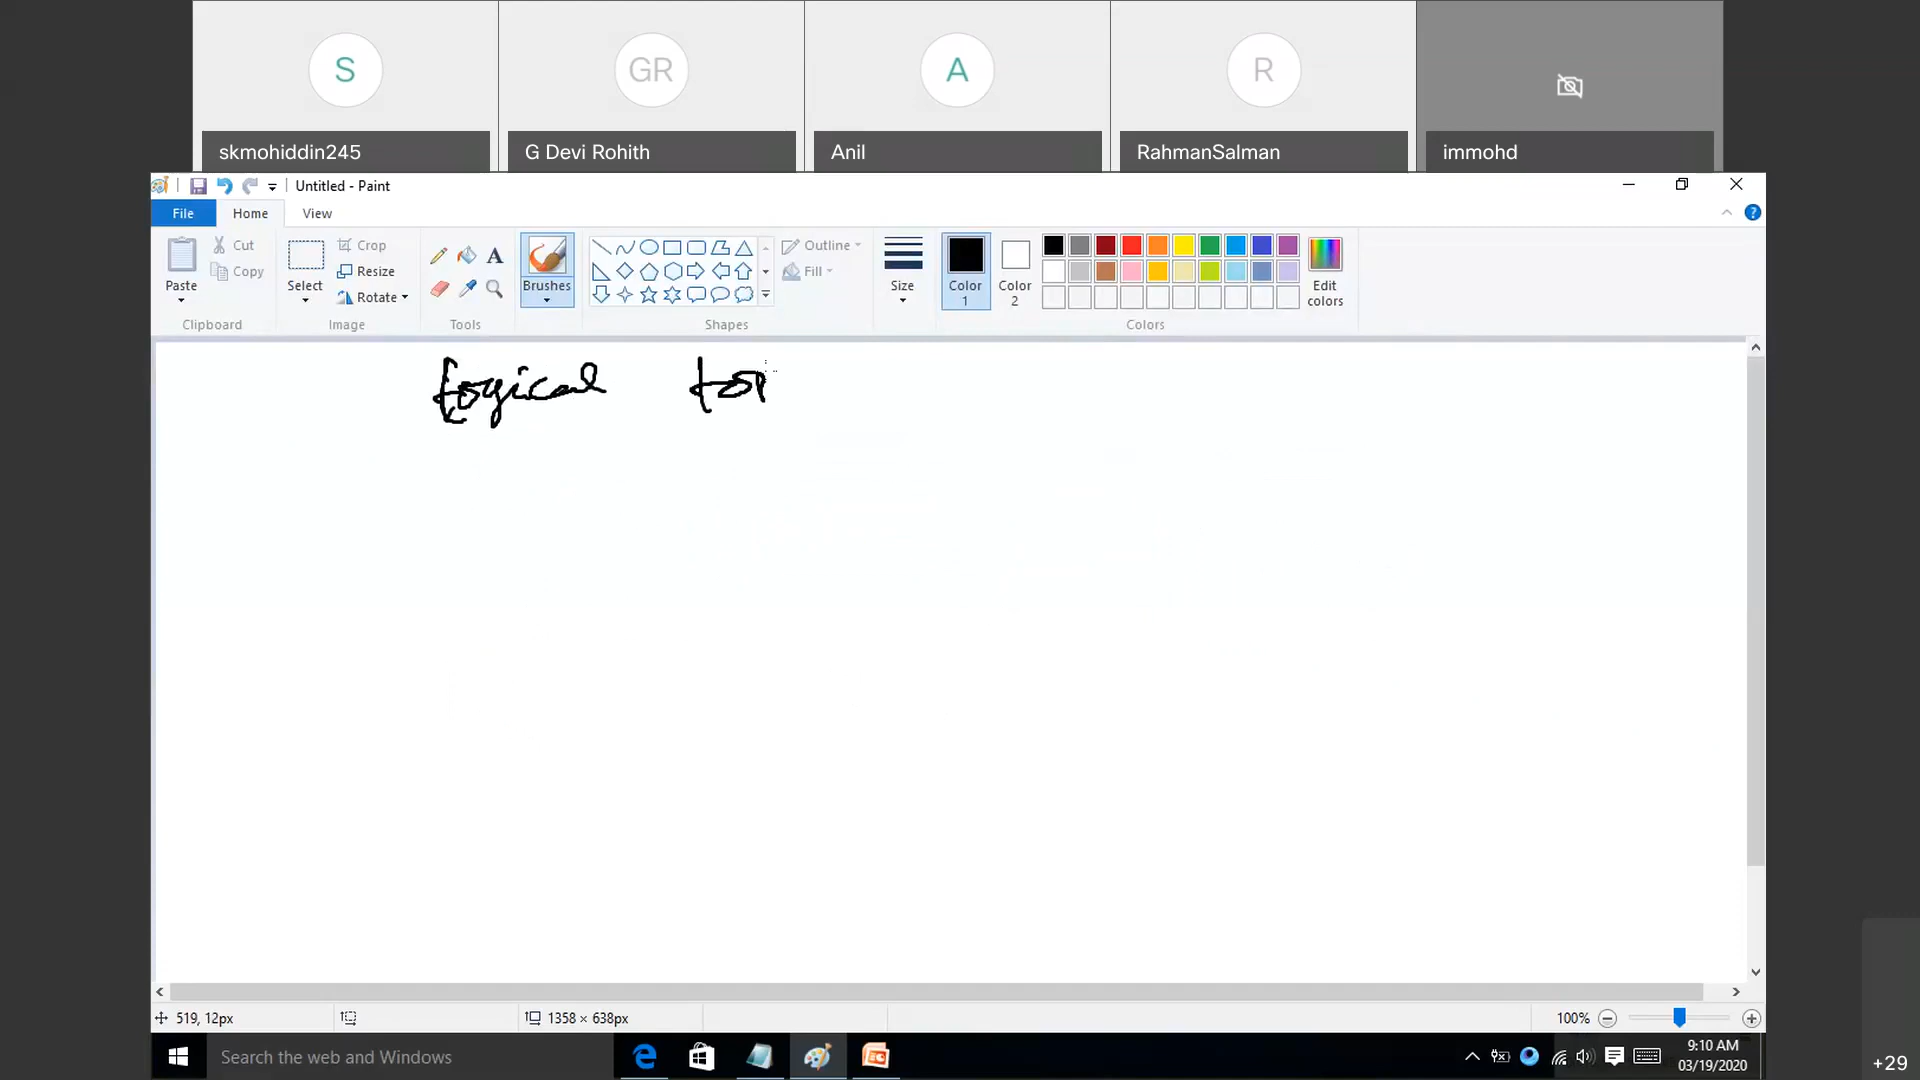 S GR A R
skmohiddin245 G Devi Rohith Anil RahmanSalman immohd
Untitled - Paint
File Home View
Cut Crop Outline
Copy Resize A Fill
Paste Select Rotate Brushes Size Color 1 Color 2 Edit colors
Clipboard Image Tools Shapes Colors
logical top
519, 12px 1358 × 638px 100%
Search the web and Windows 9:10 AM
03/19/2020
+29